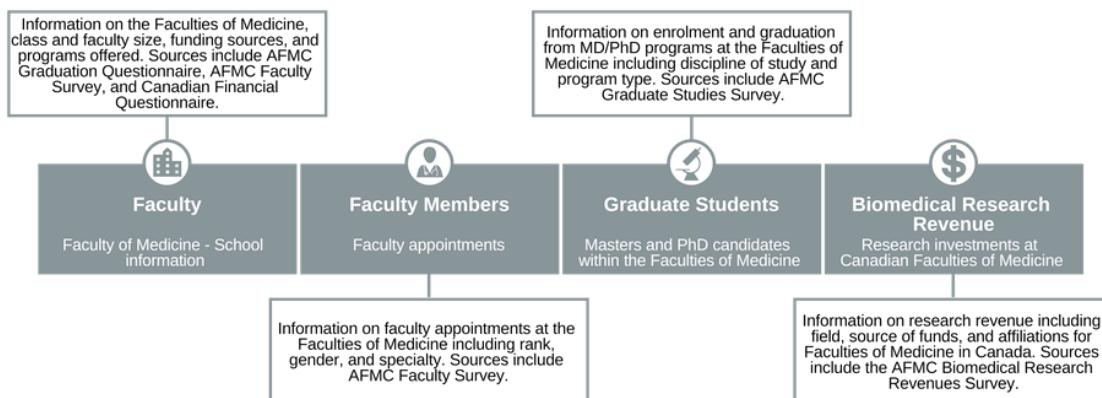 Information on the Faculties of Medicine,
class and faculty size, funding sources, and
programs offered. Sources include AFMC
Graduation Questionnaire, AFMC Faculty
Survey, and Canadian Financial
Questionnaire.
Information on enrolment and graduation
from MD/PhD programs at the Faculties of
Medicine including discipline of study and
program type. Sources include AFMC
Graduate Studies Survey.
Faculty
Faculty of Medicine - School
information
Faculty Members
Faculty appointments
Graduate Students
Masters and PhD candidates
within the Faculties of Medicine
$
Biomedical Research
Revenue
Research investments at
Canadian Faculties of Medicine
Information on faculty appointments at the
Faculties of Medicine including rank,
gender, and specialty. Sources include
AFMC Faculty Survey.
Information on research revenue including
field, source of funds, and affiliations for
Faculties of Medicine in Canada. Sources
include the AFMC Biomedical Research
Revenues Survey.